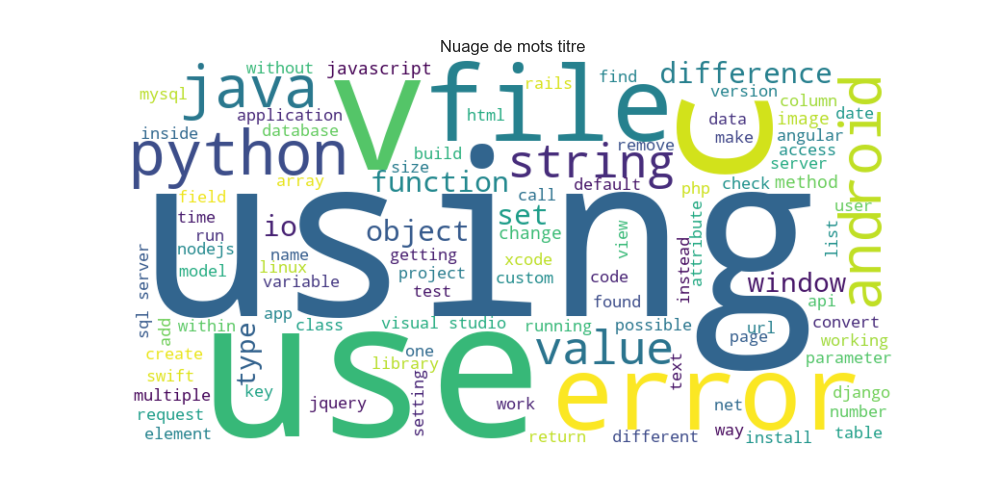 Nuage de mots titre
without
javascript
mysql
java
v
file
rails
find
difference
version
column
application
html
c
data
image
date
inside
database
make
angular
python
build
string
remove
access
android
size
server
array
function
call
default
php
check
method
field
using
time
io
object
set
change
view
instead
attribute
user
list
run
nodejs
name
getting
xcode
model
linux
project
custom
code
window
variable
test
found
api
sql server
add
within
app
class
visual studio
running
possible
url
convert
page
working
create
type
use
one
value
text
parameter
library
swift
multiple
key
jquery
setting
work
error
net
django
request
number
element
return
different
way
install
table